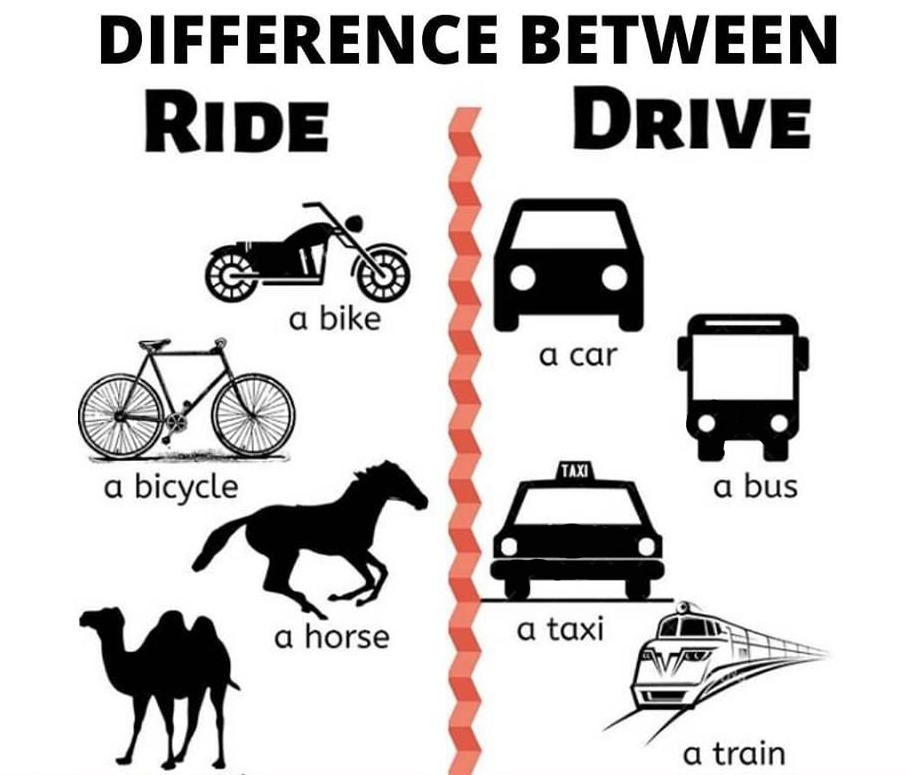 DIFFERENCE BETWEEN
RIDE
a bike
a bicycle
a horse
DRIVE
a car
a bus
TAXI
a taxi
a train